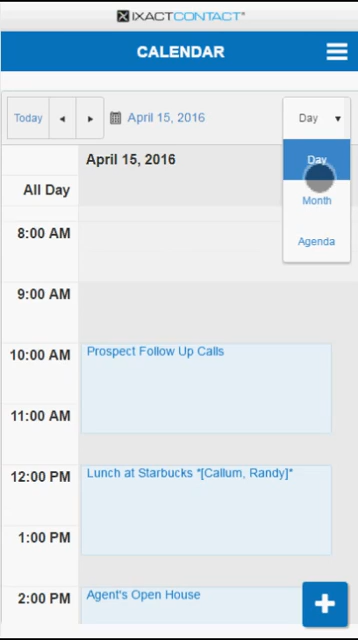 IXACTCONTACT®
CALENDAR
Today
April 15, 2016
Day
April 15, 2016
Day
All Day
Month
8:00 AM
Agenda
9:00 AM
10:00 AM
Prospect Follow Up Calls
11:00 AM
12:00 PM
Lunch at Starbucks *[Callum, Randy]*
1:00 PM
2:00 PM
Agent's Open House